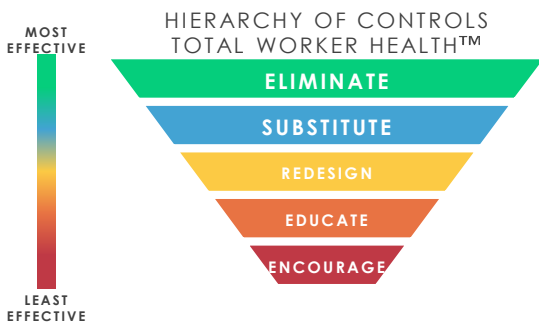 HIERARCHY OF CONTROLS
TOTAL WORKER HEALTH™
MOST
EFFECTIVE
ELIMINATE
SUBSTITUTE
REDESIGN
EDUCATE
ENCOURAGE
LEAST
EFFECTIVE